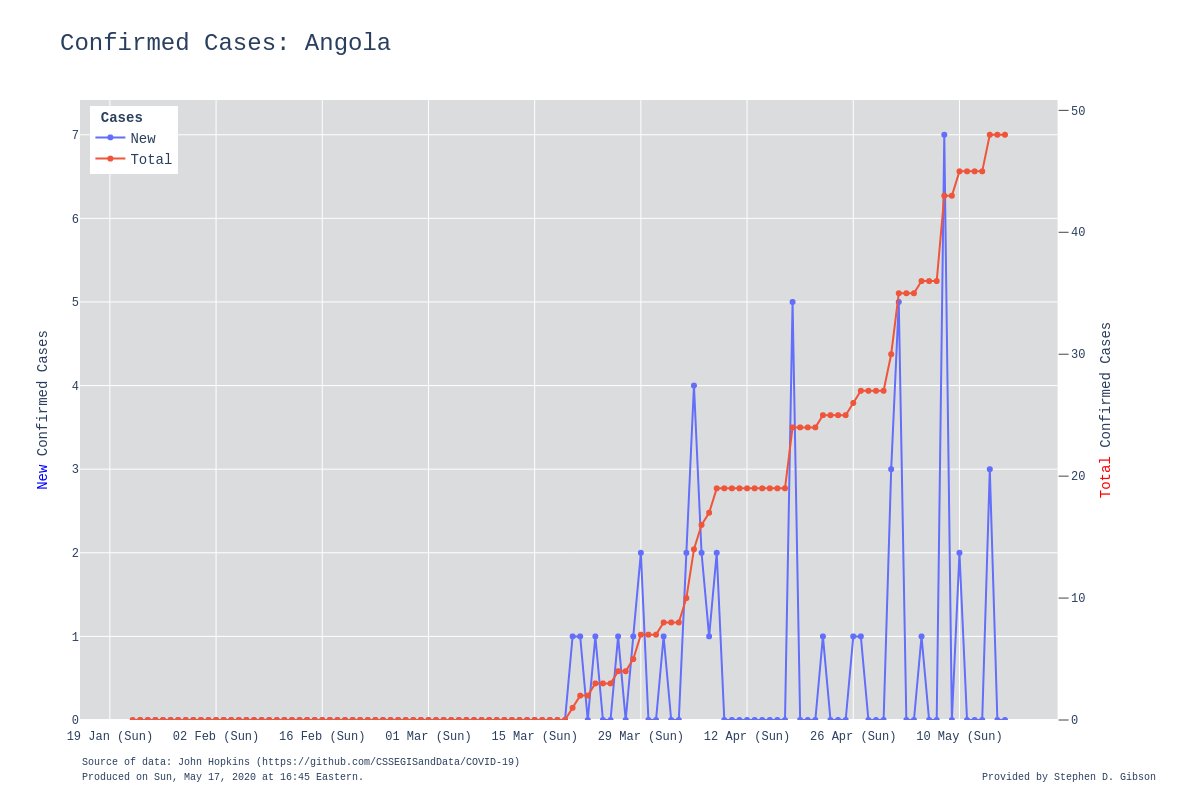 Confirmed Cases: Angola
Cases
New
Total
7
6
5
4
3
2
1
0
New Confirmed Cases
50
40
30
20
10
0
Total Confirmed Cases
19 Jan (Sun) 02 Feb (Sun) 16 Feb (Sun) 01 Mar (Sun) 15 Mar (Sun) 29 Mar (Sun) 12 Apr (Sun) 26 Apr (Sun) 10 May (Sun)
Source of data: John Hopkins (https://github.com/CSSEGISandData/COVID-19)
Produced on Sun, May 17, 2020 at 16:45 Eastern.
Provided by Stephen D. Gibson